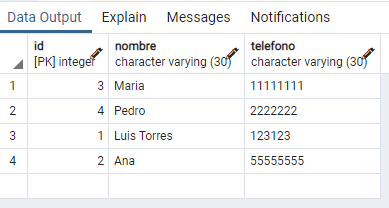 Data Output Explain Messages Notifications
id nombre telefono
[PK] integer character varying (30) character varying (30)
1 3 Maria 11111111
2 4 Pedro 2222222
3 1 Luis Torres 123123
4 2 Ana 55555555